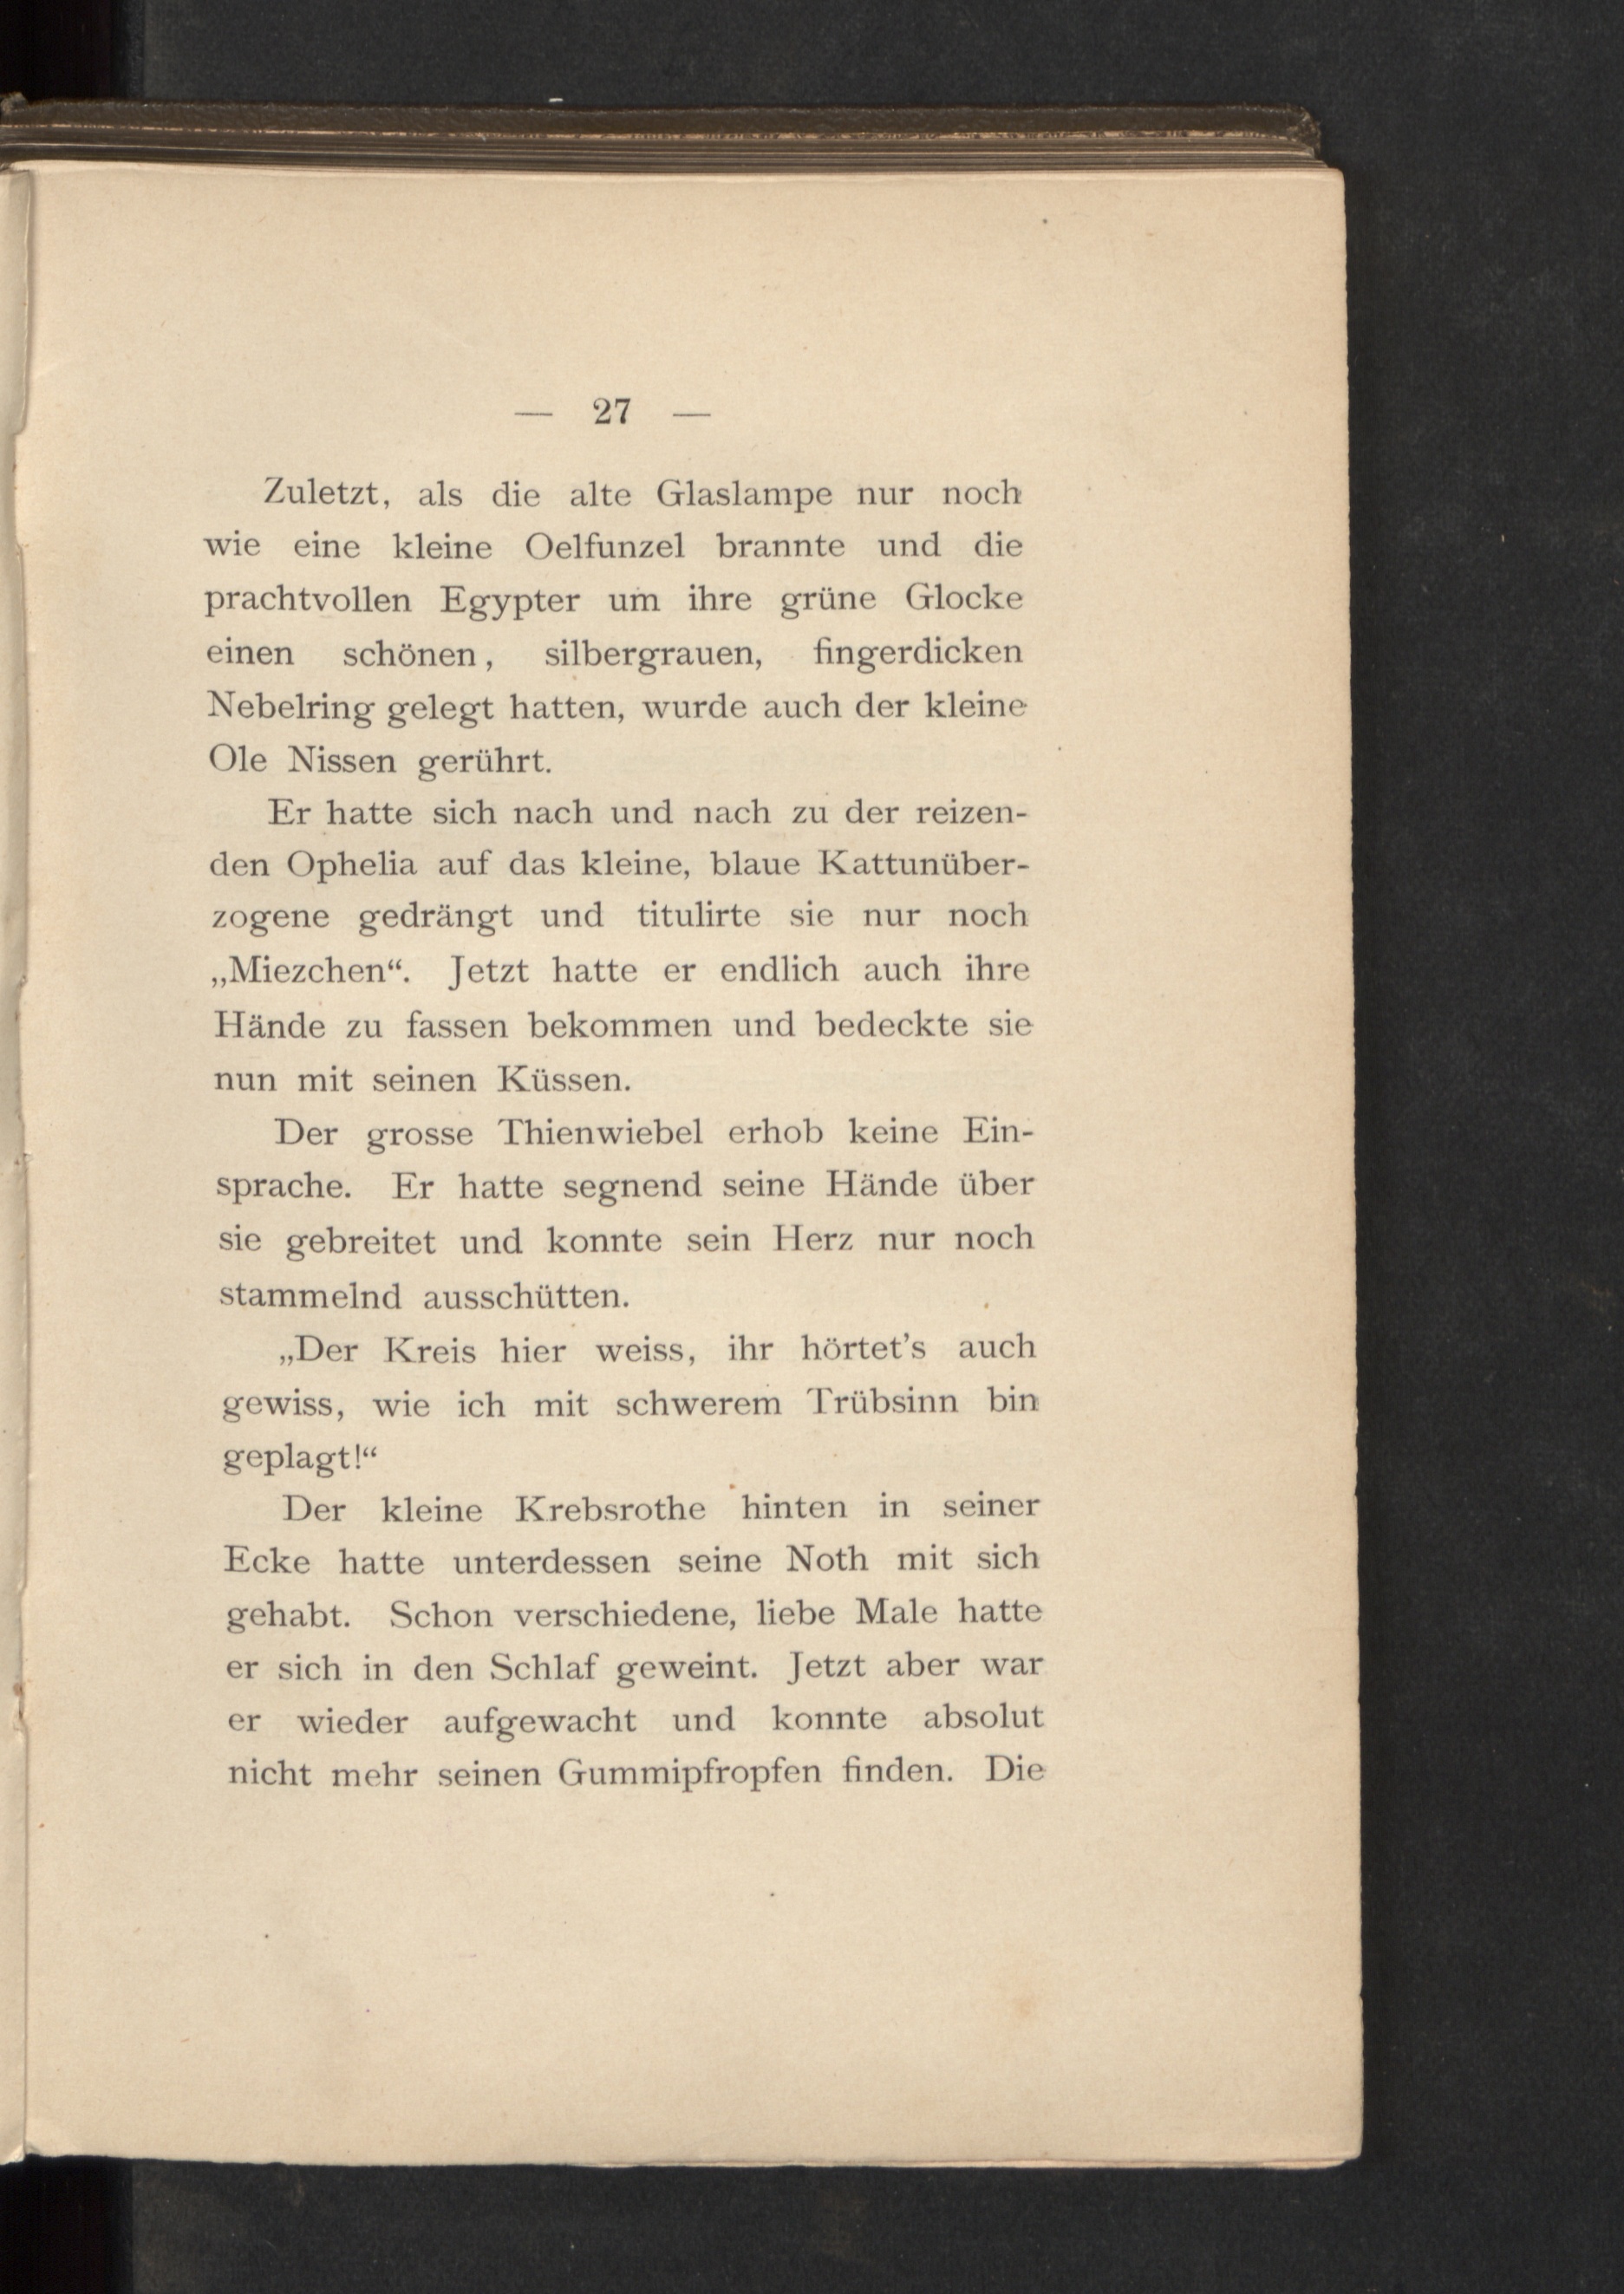 — 27 —
Zuletzt, als die alte Glaslampe nur noch
wie eine kleine Oelfunzel brannte und die
prachtvollen Egypter um ihre grüne Glocke
einen schönen, silbergrauen, fingerdicken
Nebelring gelegt hatten, wurde auch der kleine
Ole Nissen gerührt.
Er hatte sich nach und nach zu der reizen-
den Ophelia auf das kleine, blaue Kattunüber-
zogene gedrängt und titulirte sie nur noch
„Miezchen“. Jetzt hatte er endlich auch ihre
Hände zu fassen bekommen und bedeckte sie
nun mit seinen Küssen.
Der grosse Thienwiebel erhob keine Ein-
sprache. Er hatte segnend seine Hände über
sie gebreitet und konnte sein Herz nur noch
stammelnd ausschütten.
„Der Kreis hier weiss, ihr hörtet's auch
gewiss, wie ich mit schwerem Trübsinn bin
geplagt!“
Der kleine Krebsrothe hinten in seiner
Ecke hatte unterdessen seine Noth mit sich
gehabt. Schon verschiedene, liebe Male hatte
er sich in den Schlaf geweint. Jetzt aber war
er wieder aufgewacht und konnte absolut
nicht mehr seinen Gummipfropfen finden. Die